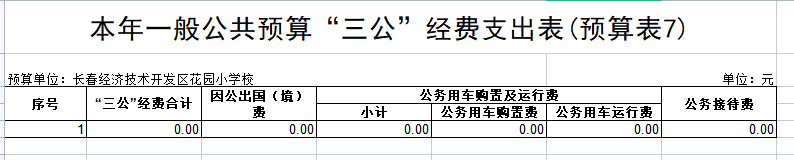 本年一般公共预算“三公”经费支出表(预算表7)
预算单位：长春经济技术开发区花园小学校 单位：元
序号 “三公”经费合计 因公出国（境）费 公务用车购置及运行费 公务接待费
小计 公务用车购置费 公务用车运行费
1 0.00 0.00 0.00 0.00 0.00 0.00